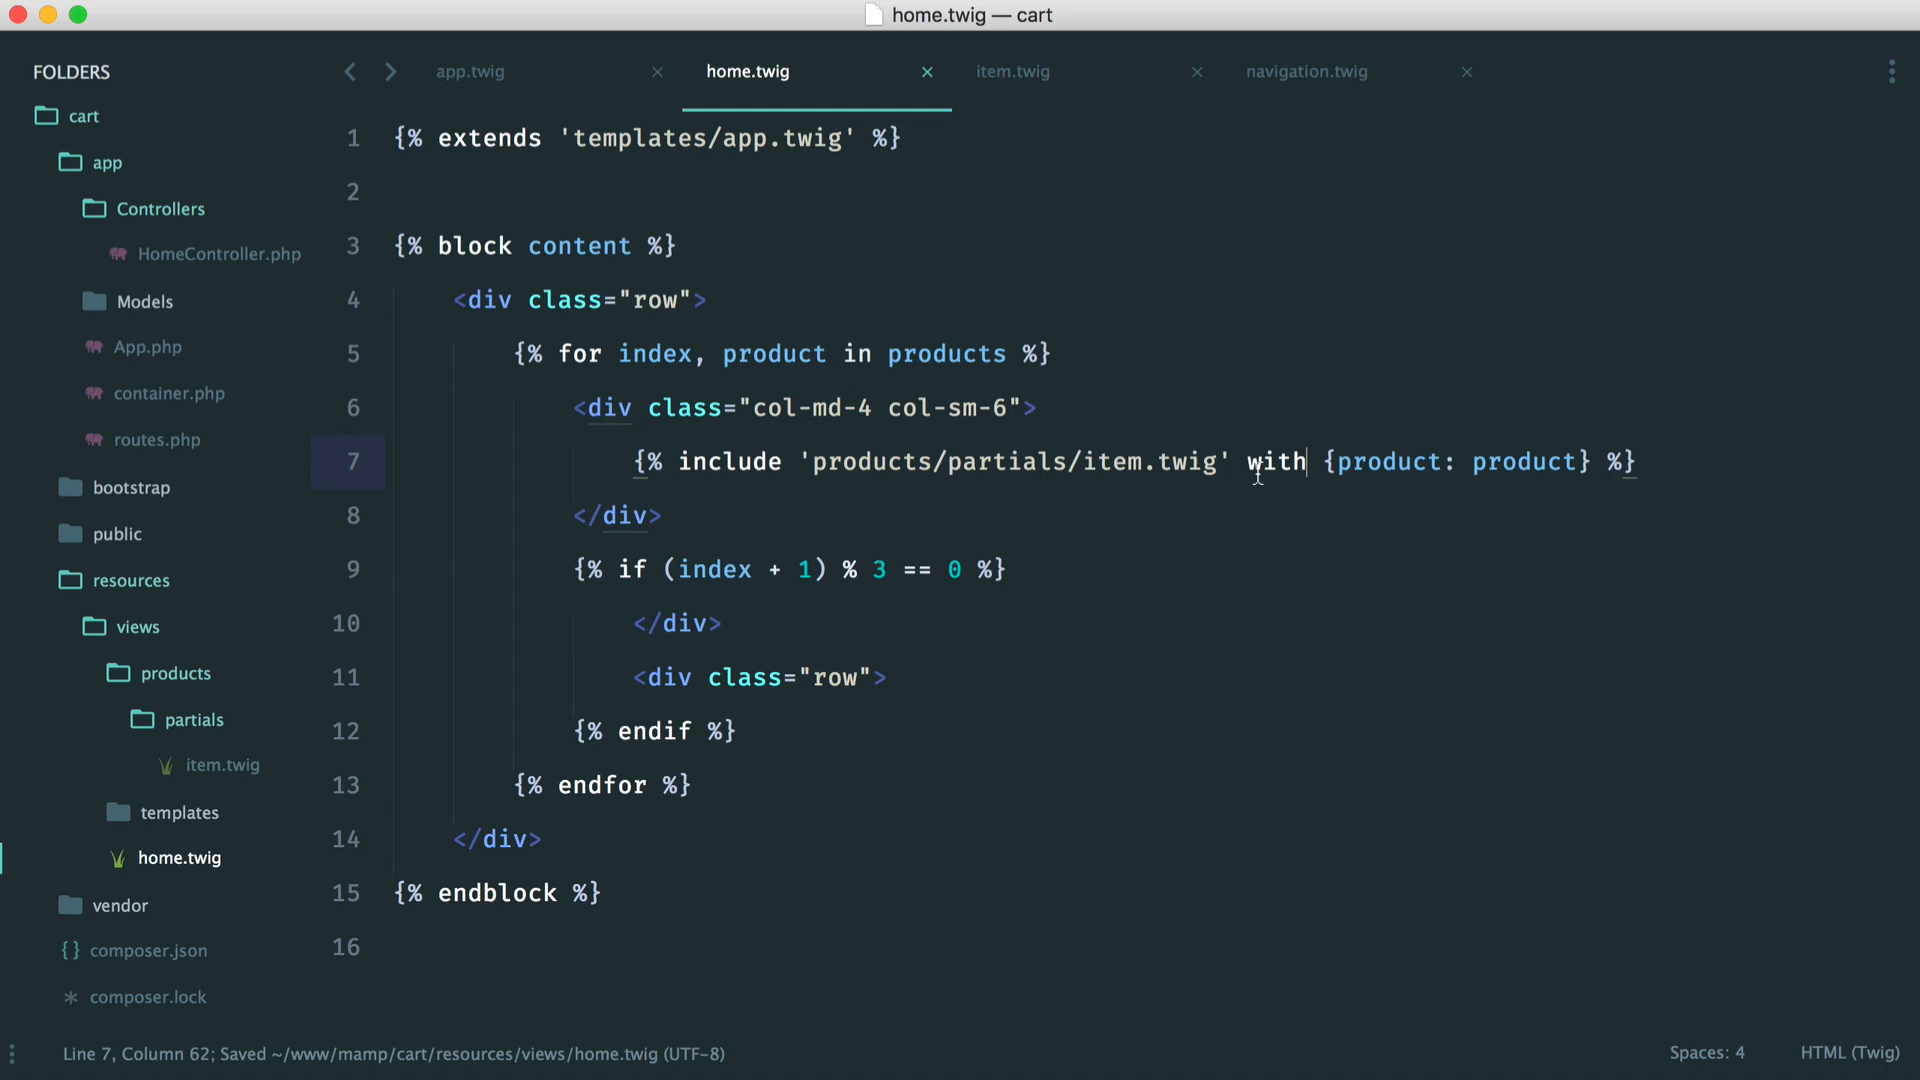 home.twig — cart
FOLDERS
cart
app
Controllers
HomeController.php
Models
App.php
container.php
routes.php
bootstrap
public
resources
views
products
partials
item.twig
templates
home.twig
vendor
{} composer.json
* composer.lock
app.twig × home.twig × item.twig × navigation.twig ×
1 {% extends 'templates/app.twig' %}
2
3 {% block content %}
4 <div class="row">
5 {% for index, product in products %}
6 <div class="col-md-4 col-sm-6">
7 {% include 'products/partials/item.twig' with {product: product} %}
8 </div>
9 {% if (index + 1) % 3 == 0 %}
10 </div>
11 <div class="row">
12 {% endif %}
13 {% endfor %}
14 </div>
15 {% endblock %}
16
Line 7, Column 62; Saved ~/www/mamp/cart/resources/views/home.twig (UTF-8)
Spaces: 4 HTML (Twig)